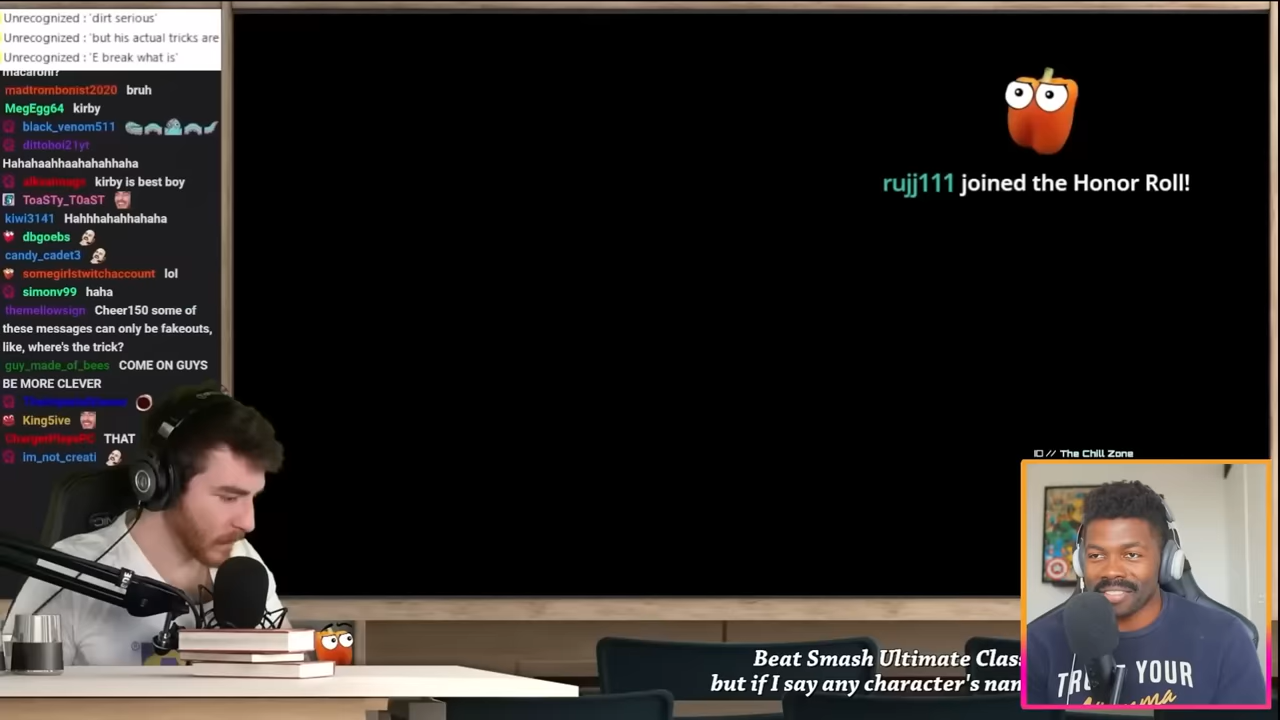 Unrecognized : 'dirt serious'
Unrecognized : 'but his actual tricks are
Unrecognized : 'E break what is'
macaroni?
madtrombonist2020 bruh
MegEgg64 kirby
black_venom511
dittoboi21yt
Hahahaahhaahahahhaha
kirby is best boy
ToaSTy_T0aST
kiwi3141 Hahhhahahhahaha
dbgoebs
candy_cadet3
somegirlstwitchaccount lol
simonv99 haha
themellowsign Cheer150 some of
these messages can only be fakeouts,
like, where's the trick?
guy_made_of_bees COME ON GUYS
BE MORE CLEVER
King5ive
THAT
im_not_creati
rujj111 joined the Honor Roll!
// The Chill Zone
Beat Smash Ultimate Clas
but if I say any character's nam
YOUR